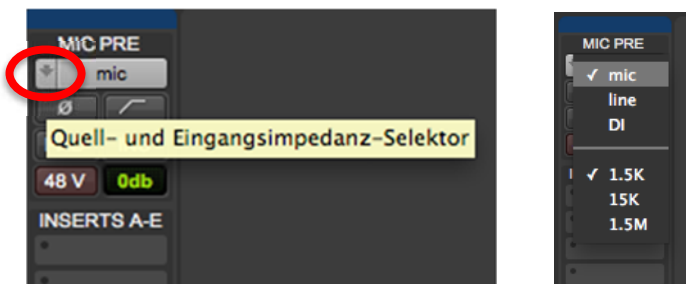 MIC PRE
mic
ø
Quell- und Eingangsimpedanz-Selektor
48 V 0db
INSERTS A-E
MIC PRE
✓ mic
line
DI
✓ 1.5K
15K
1.5M